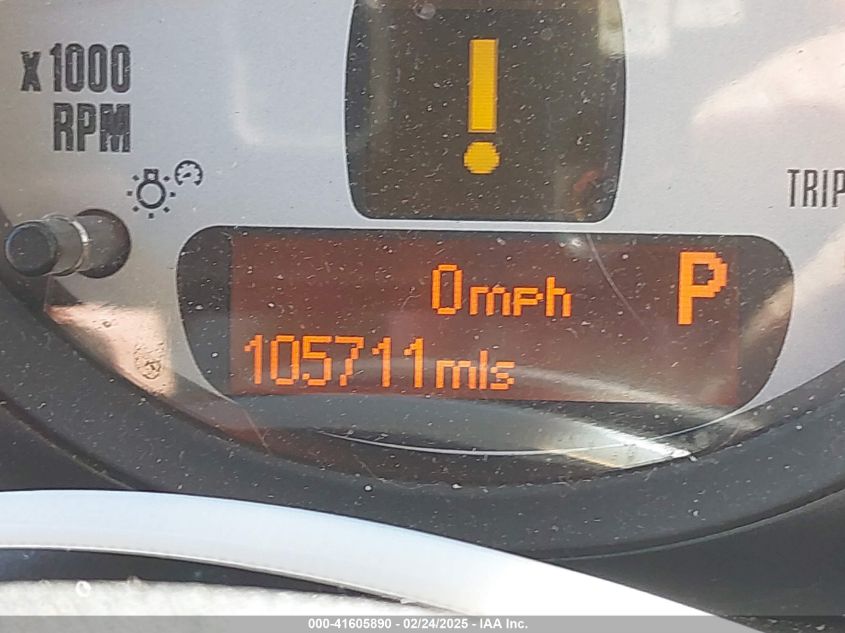 x1000
RPM
!
TRIP
0mph
P
105711mls
000-41605890 - 02/24/2025 - IAA Inc.